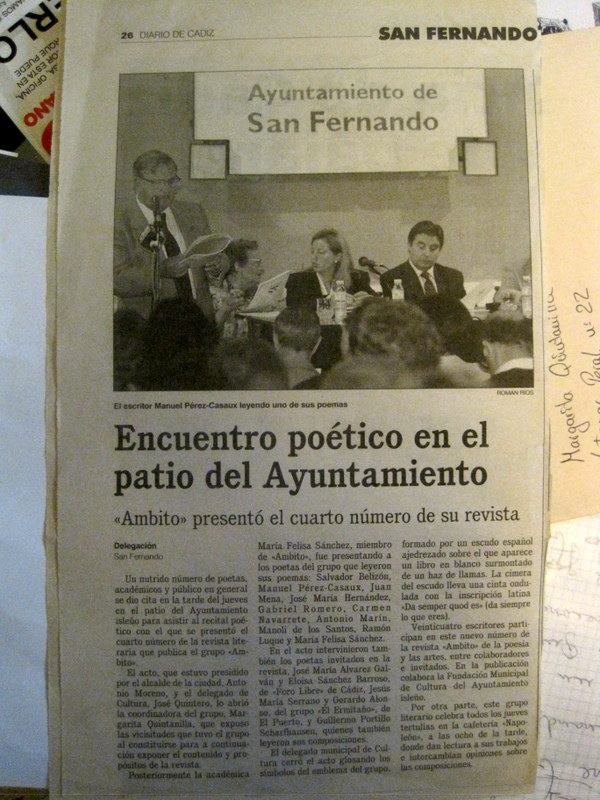 26 DIARIO DE CADIZ
SAN FERNANDO
Ayuntamiento de
San Fernando
ROMAN RIOS
El escritor Manuel Pérez-Casaux leyendo uno de sus poemas
Encuentro poético en el
patio del Ayuntamiento
«Ambito» presentó el cuarto número de su revista
Delegación
San Fernando
Un nutrido número de poetas,
académicos y público en general
se dio cita en la tarde del jueves
en el patio del Ayuntamiento
isleño para asistir al recital poé-
tico con el que se presentó el
cuarto número de la revista lite-
raria que publica el grupo «Am-
bito».
El acto, que estuvo presidido
por el alcalde de la ciudad, Anto-
nio Moreno, y el delegado de
Cultura, José Quintero, lo abrió
la coordinadora del grupo, Mar-
garita Quintanilla, que expuso
las vicisitudes que tuvo el grupo
al constituirse para a continua-
ción exponer el contenido y pro-
pósitos de la revista.
Posteriormente la académica
María Felisa Sánchez, miembro
de «Ambito», fue presentando a
los poetas del grupo que leyeron
sus poemas: Salvador Belizón,
Manuel Pérez-Casaux, Juan
Mena, José María Hernández,
Gabriel Romero, Carmen
Navarrete, Antonio Marín,
Manoli de los Santos, Ramón
Luque y María Felisa Sánchez.
En el acto intervinieron tam-
bién los poetas invitados en la
revista, José María Alvarez Gal-
ván y Eloisa Sánchez Barroso,
de «Foro Libre» de Cádiz, Jesús
María Serrano y Gerardo Alon-
so, del grupo «El Ermitaño», de
El Puerto, y Guillermo Portillo
Scharfhausen, quienes también
leyeron sus composiciones.
El delegado municipal de Cul-
tura cerró el acto glosando los
símbolos del emblema del grupo,
formado por un escudo español
ajedrezado sobre el que aparece
un libro en blanco surmontado
de un haz de llamas. La cimera
del escudo lleva una cinta ondu-
lada con la inscripción latina
«Da semper quod es» (da siempre
lo que eres).
Veinticuatro escritores parti-
cipan en este nuevo número de
la revista «Ambito» de la poesía
y las artes, entre colaboradores
e invitados. En la publicación
colabora la Fundación Municipal
de Cultura del Ayuntamiento
isleño.
Por otra parte, este grupo
literario celebra todos los jueves
tertulias en la cafetería «Napo-
león», a las ocho de la tarde,
donde dan lectura a sus trabajos
e intercambian opiniones sobre
las composiciones.
Margarita Quintanilla
Peral nº 22